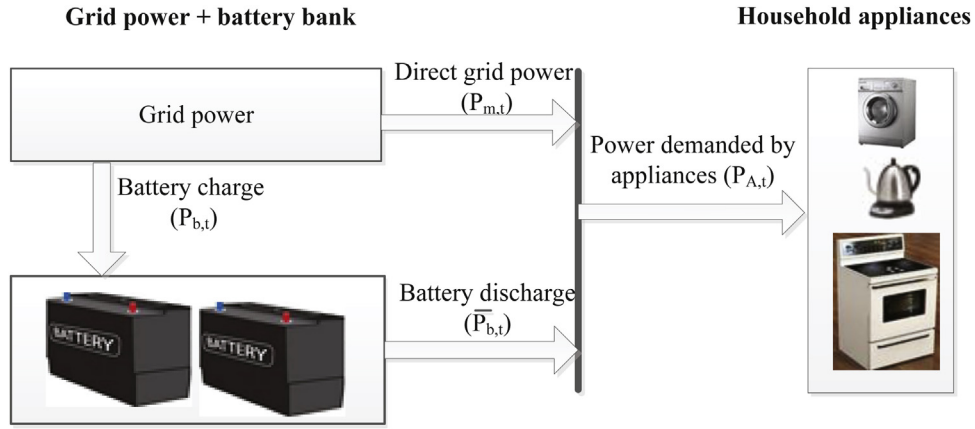 Grid power + battery bank
Household appliances
Grid power
Direct grid power
(Pm,t)
Battery charge
(Pb,t)
Power demanded by
appliances (PA,t)
Battery discharge
(P̅b,t)
BATTERY
BATTERY